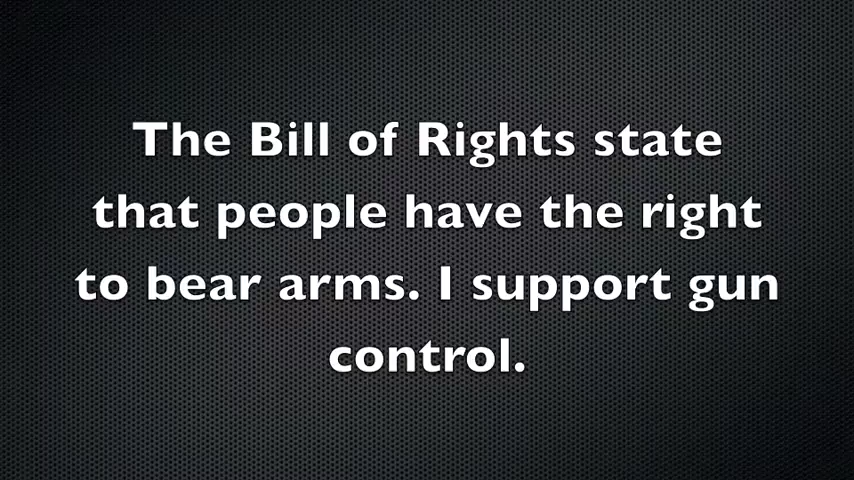 The Bill of Rights state
that people have the right
to bear arms. I support gun
control.